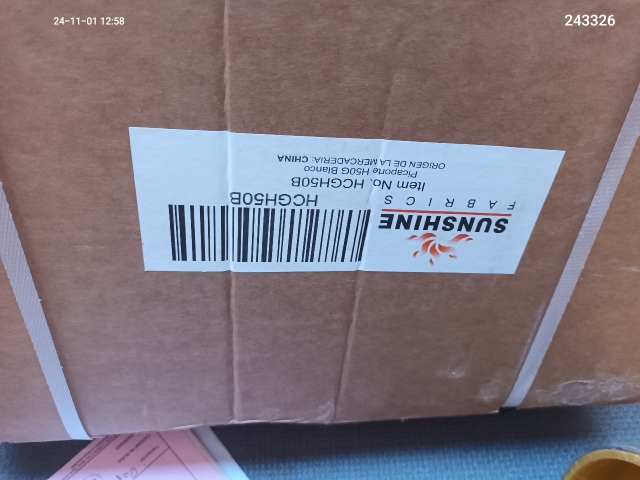 24-11-01 12:58
243326
SUNSHINE
FABRICS
HCGH50B
Item No. HCGH50B
Picaporte H50G Blanco
ORIGEN DE LA MERCADERIA: CHINA